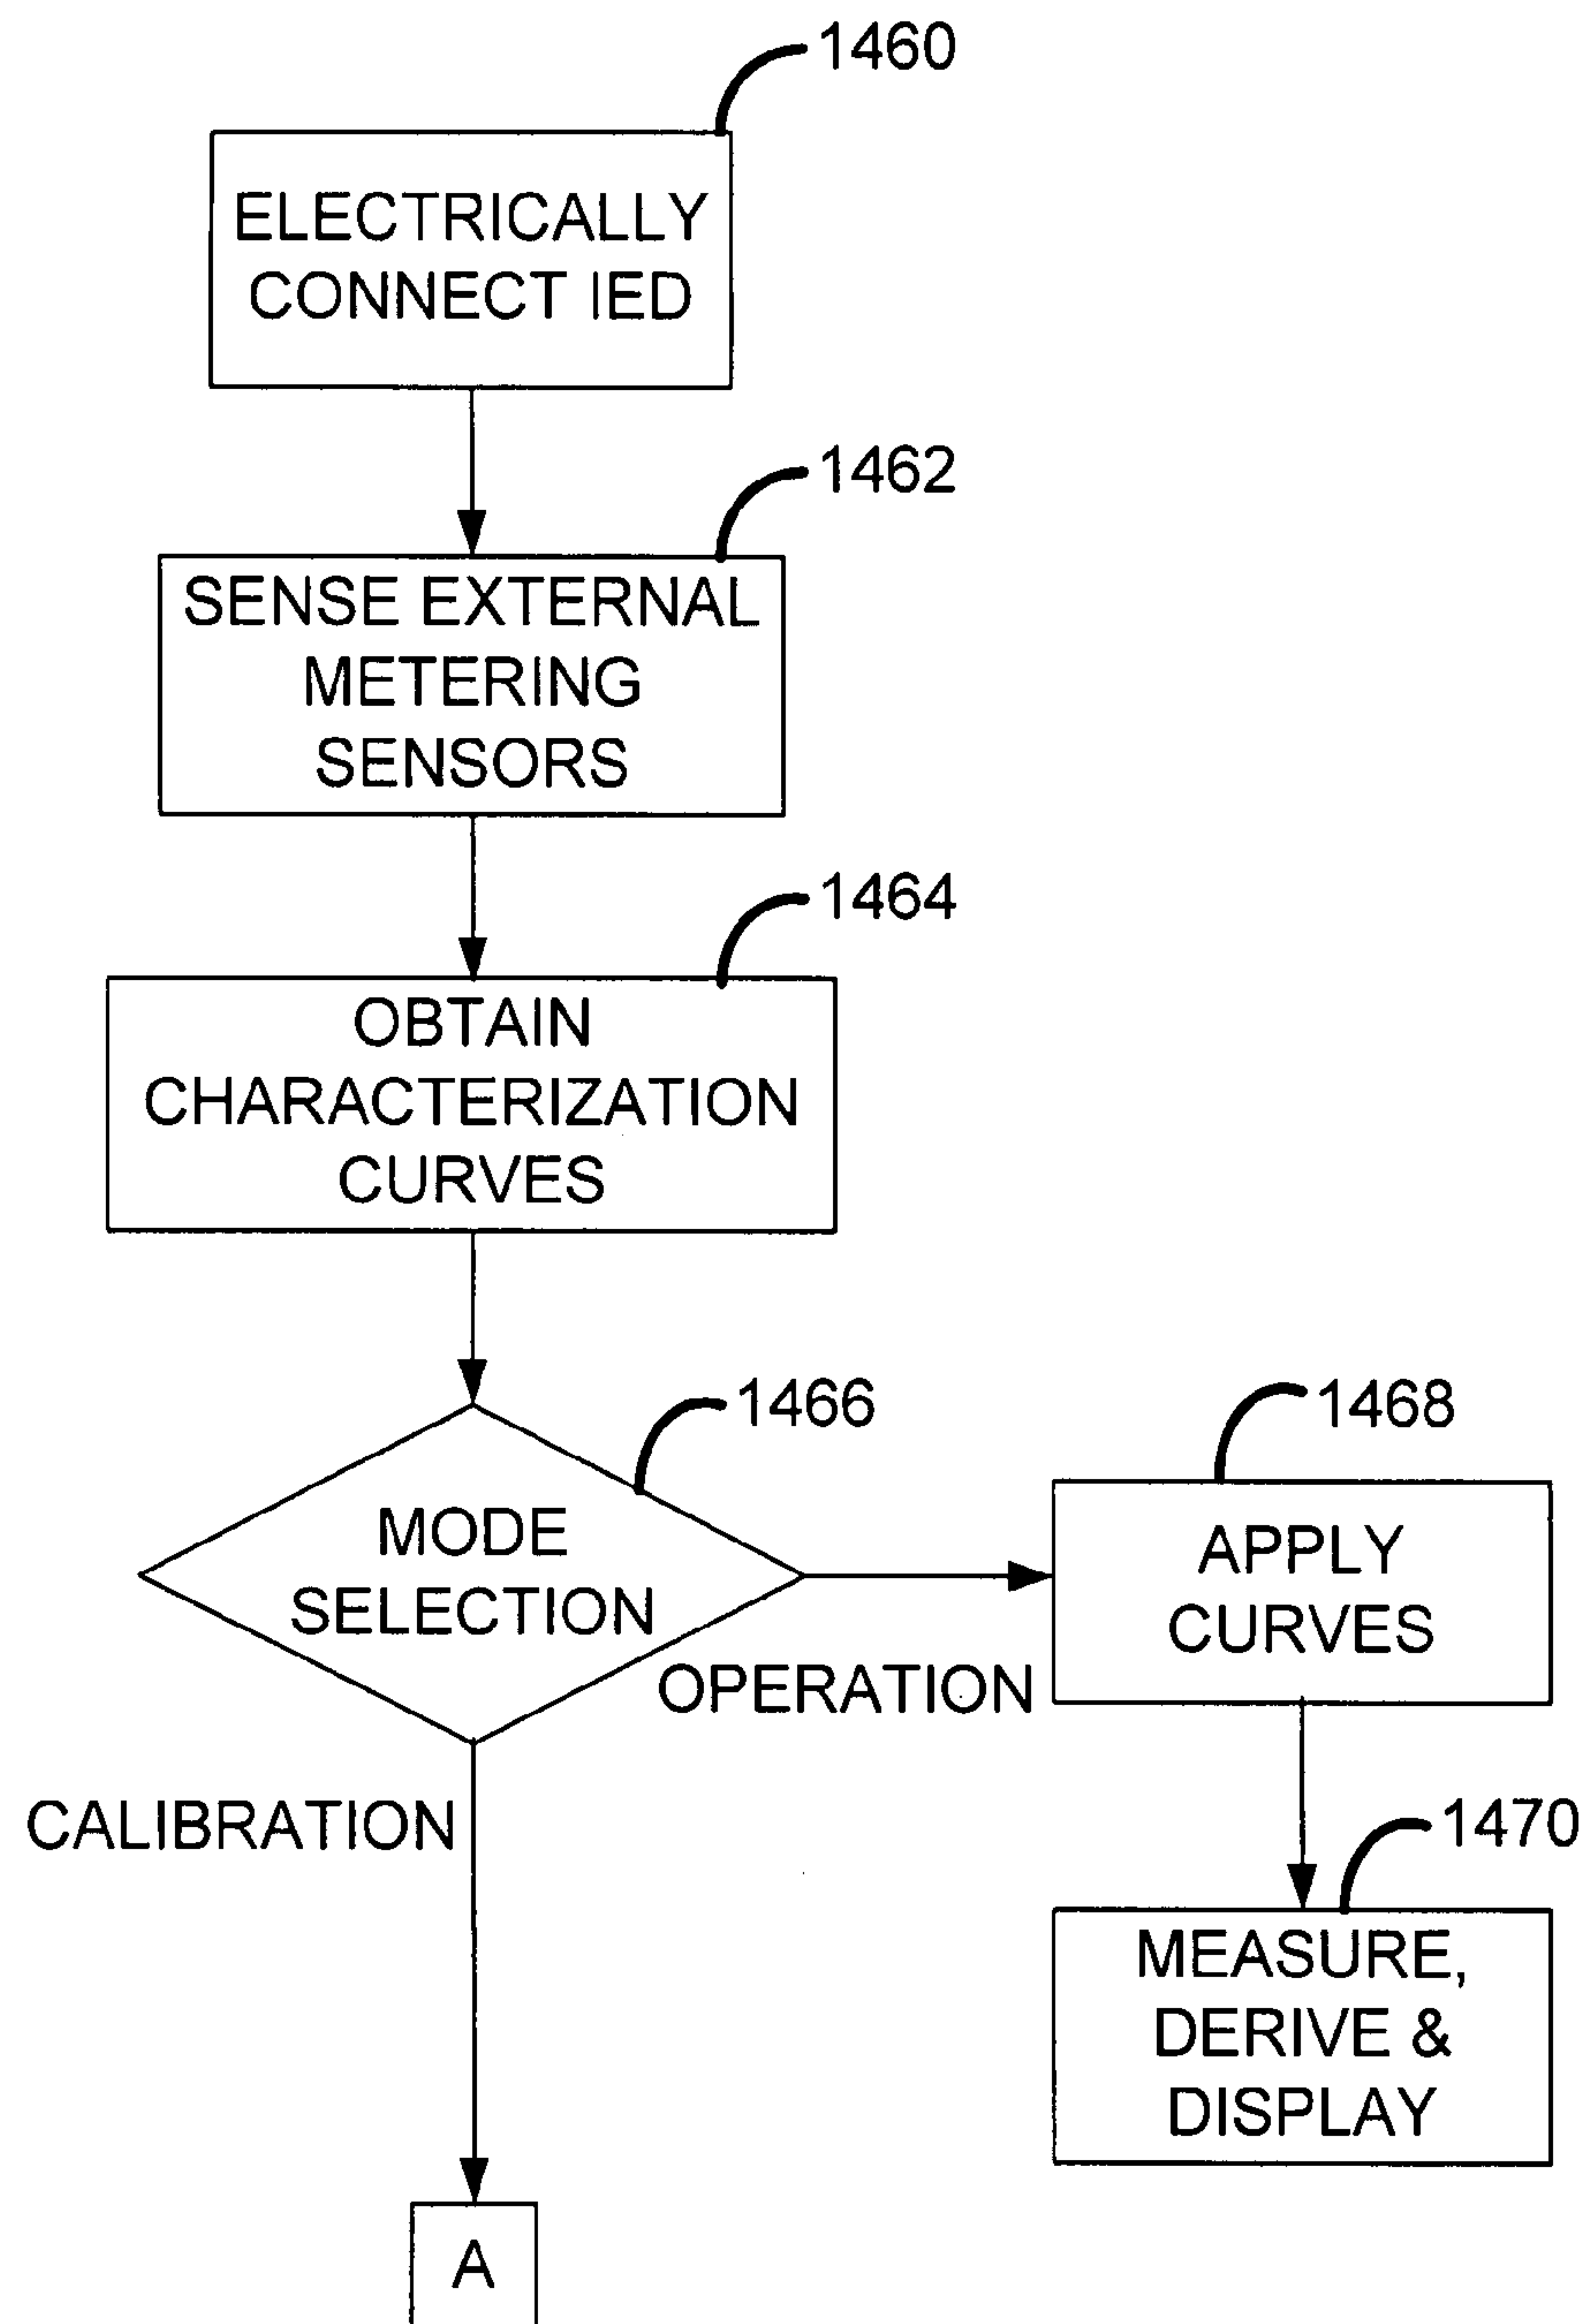 1460
ELECTRICALLY
CONNECT IED
1462
SENSE EXTERNAL
METERING
SENSORS
1464
OBTAIN
CHARACTERIZATION
CURVES
1466
MODE
SELECTION
1468
APPLY
CURVES
OPERATION
CALIBRATION
1470
MEASURE,
DERIVE &
DISPLAY
A